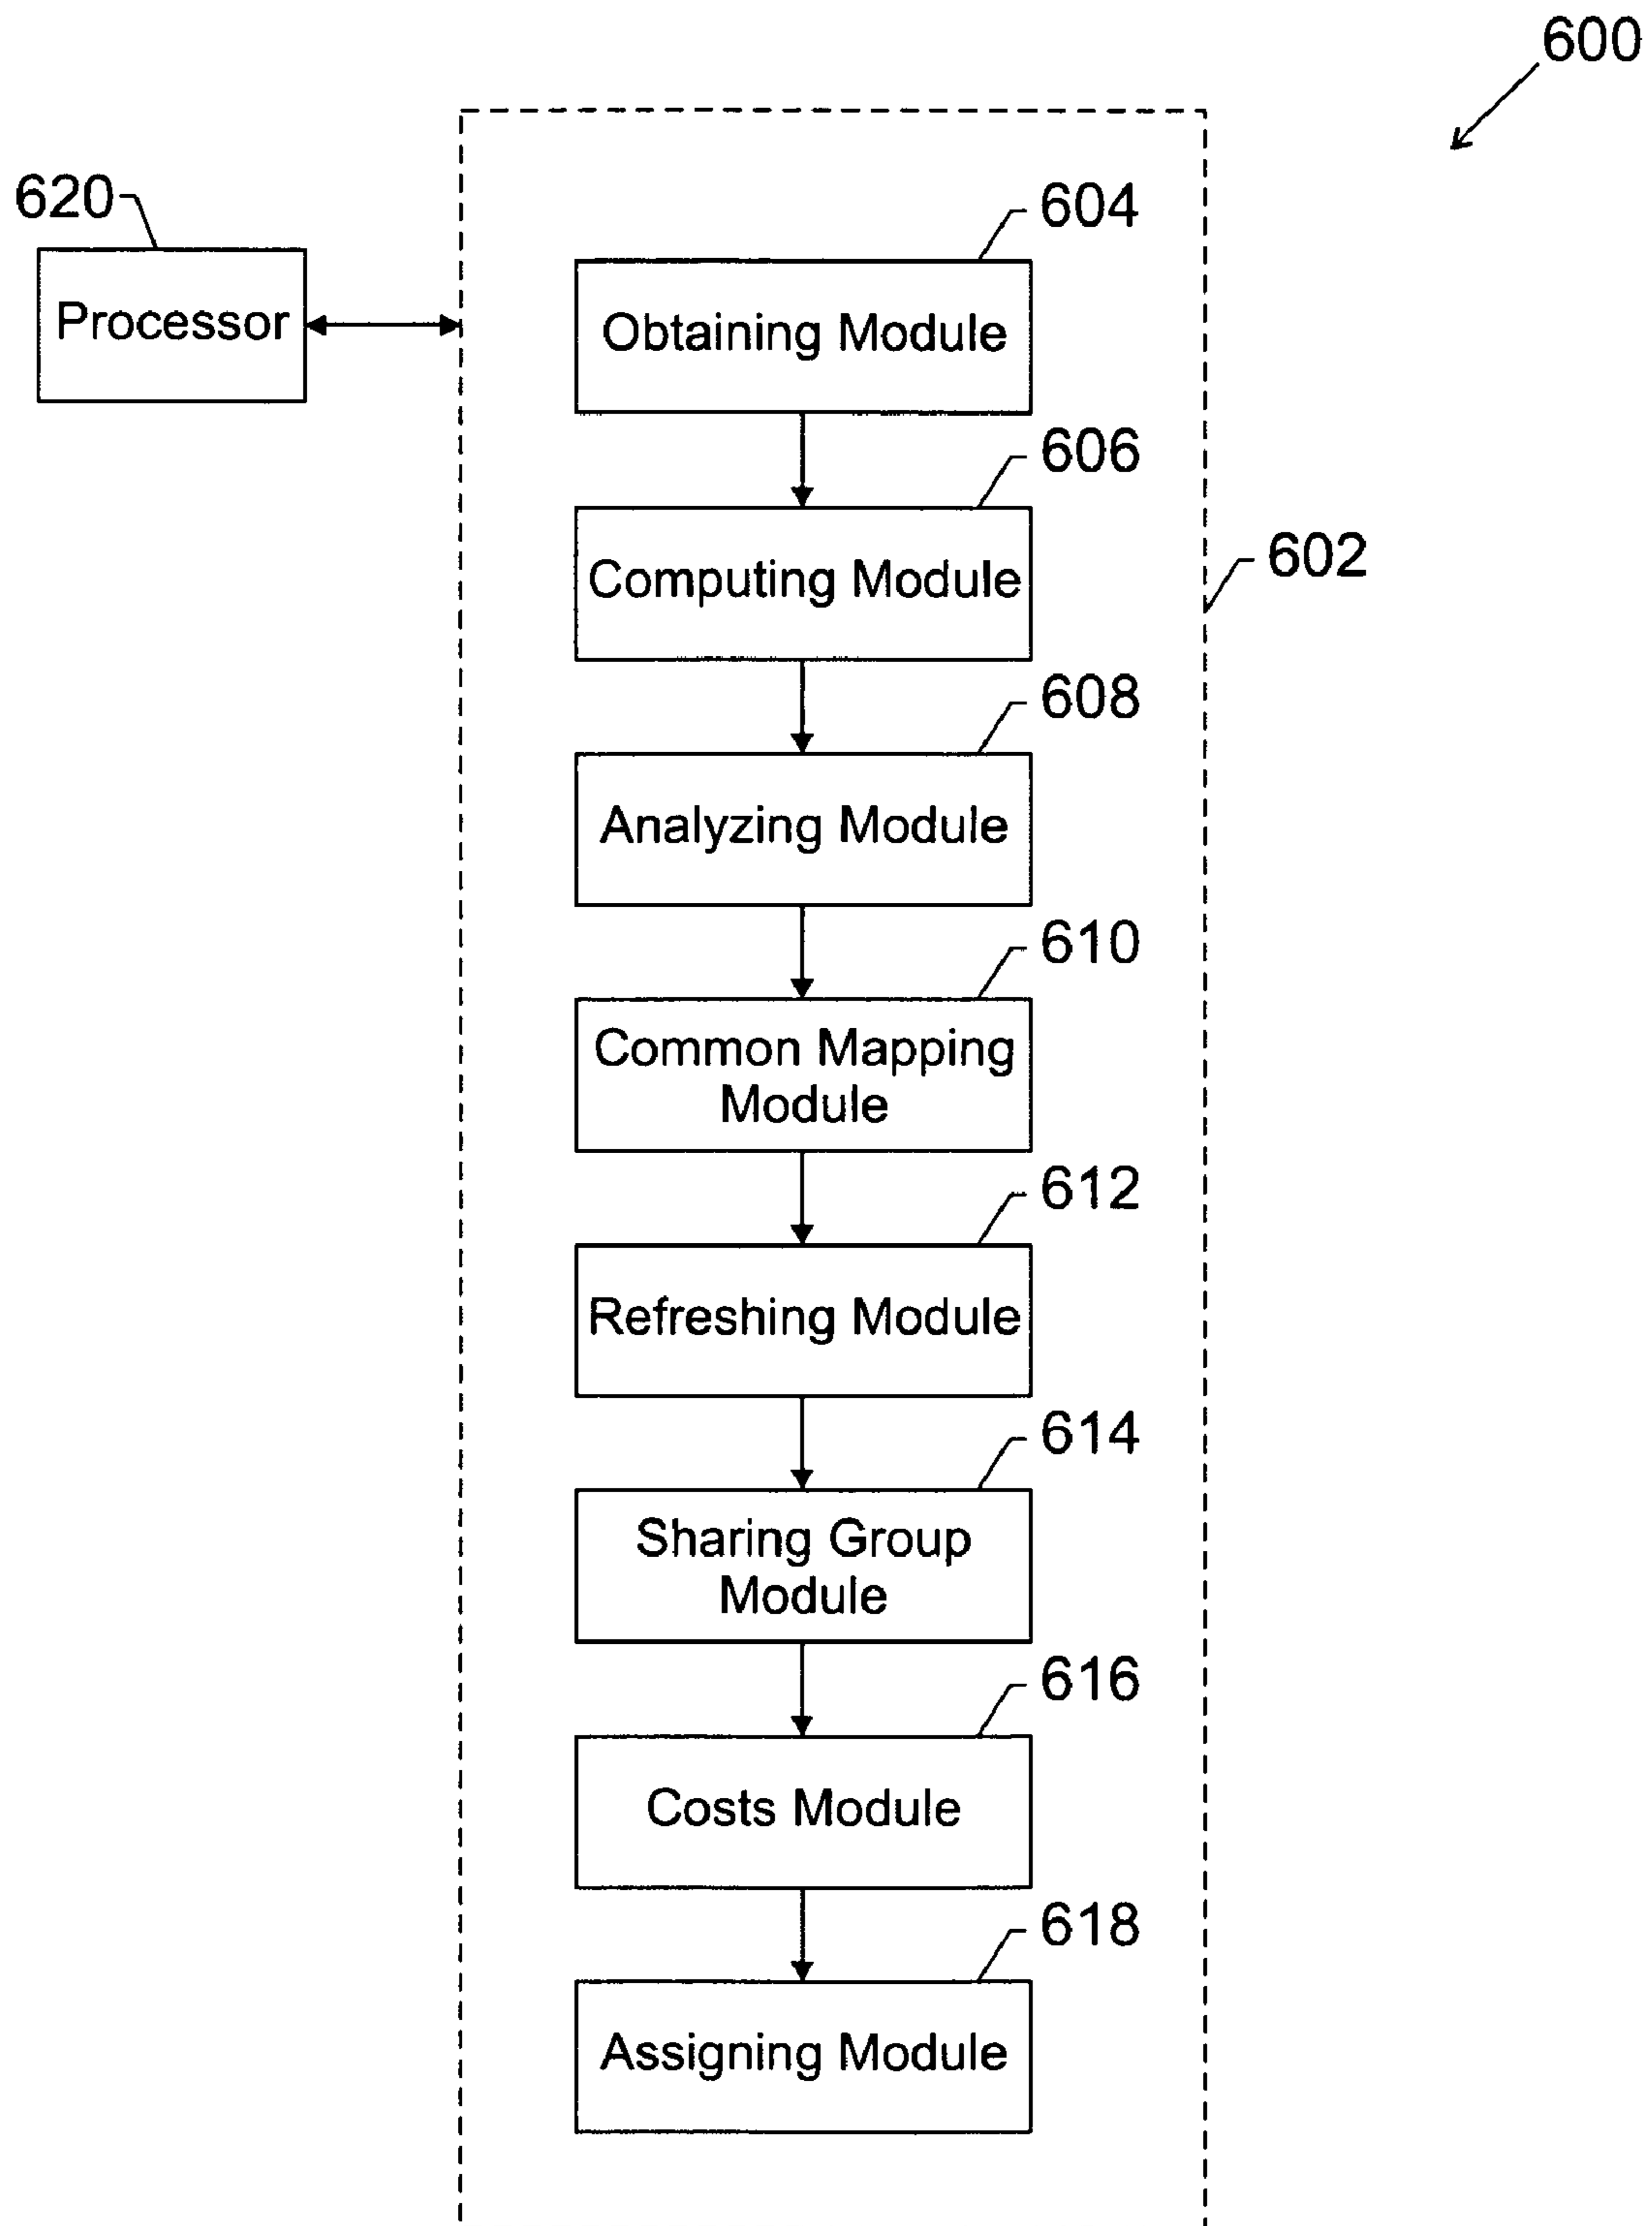 600
620
Processor
604
Obtaining Module
606
Computing Module
602
608
Analyzing Module
610
Common Mapping
Module
612
Refreshing Module
614
Sharing Group
Module
616
Costs Module
618
Assigning Module